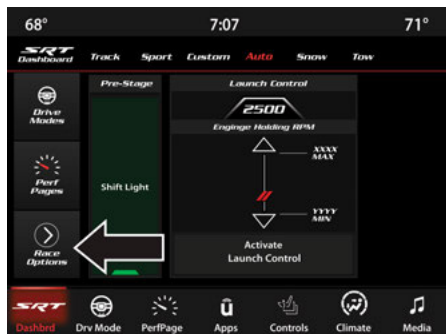 68°
7:07
71°
SRT
Dashboard
Track
Sport
Custom
Auto
Snow
Tow
Drive
Modes
Perf
Pages
Race
Options
Pre-Stage
Shift Light
Launch Control
2500
Enginge Holding RPM
XXXX
MAX
YYYY
MIN
Activate
Launch Control
SRT
Dashbrd
Drv Mode
PerfPage
û
Apps
Controls
Climate
Media